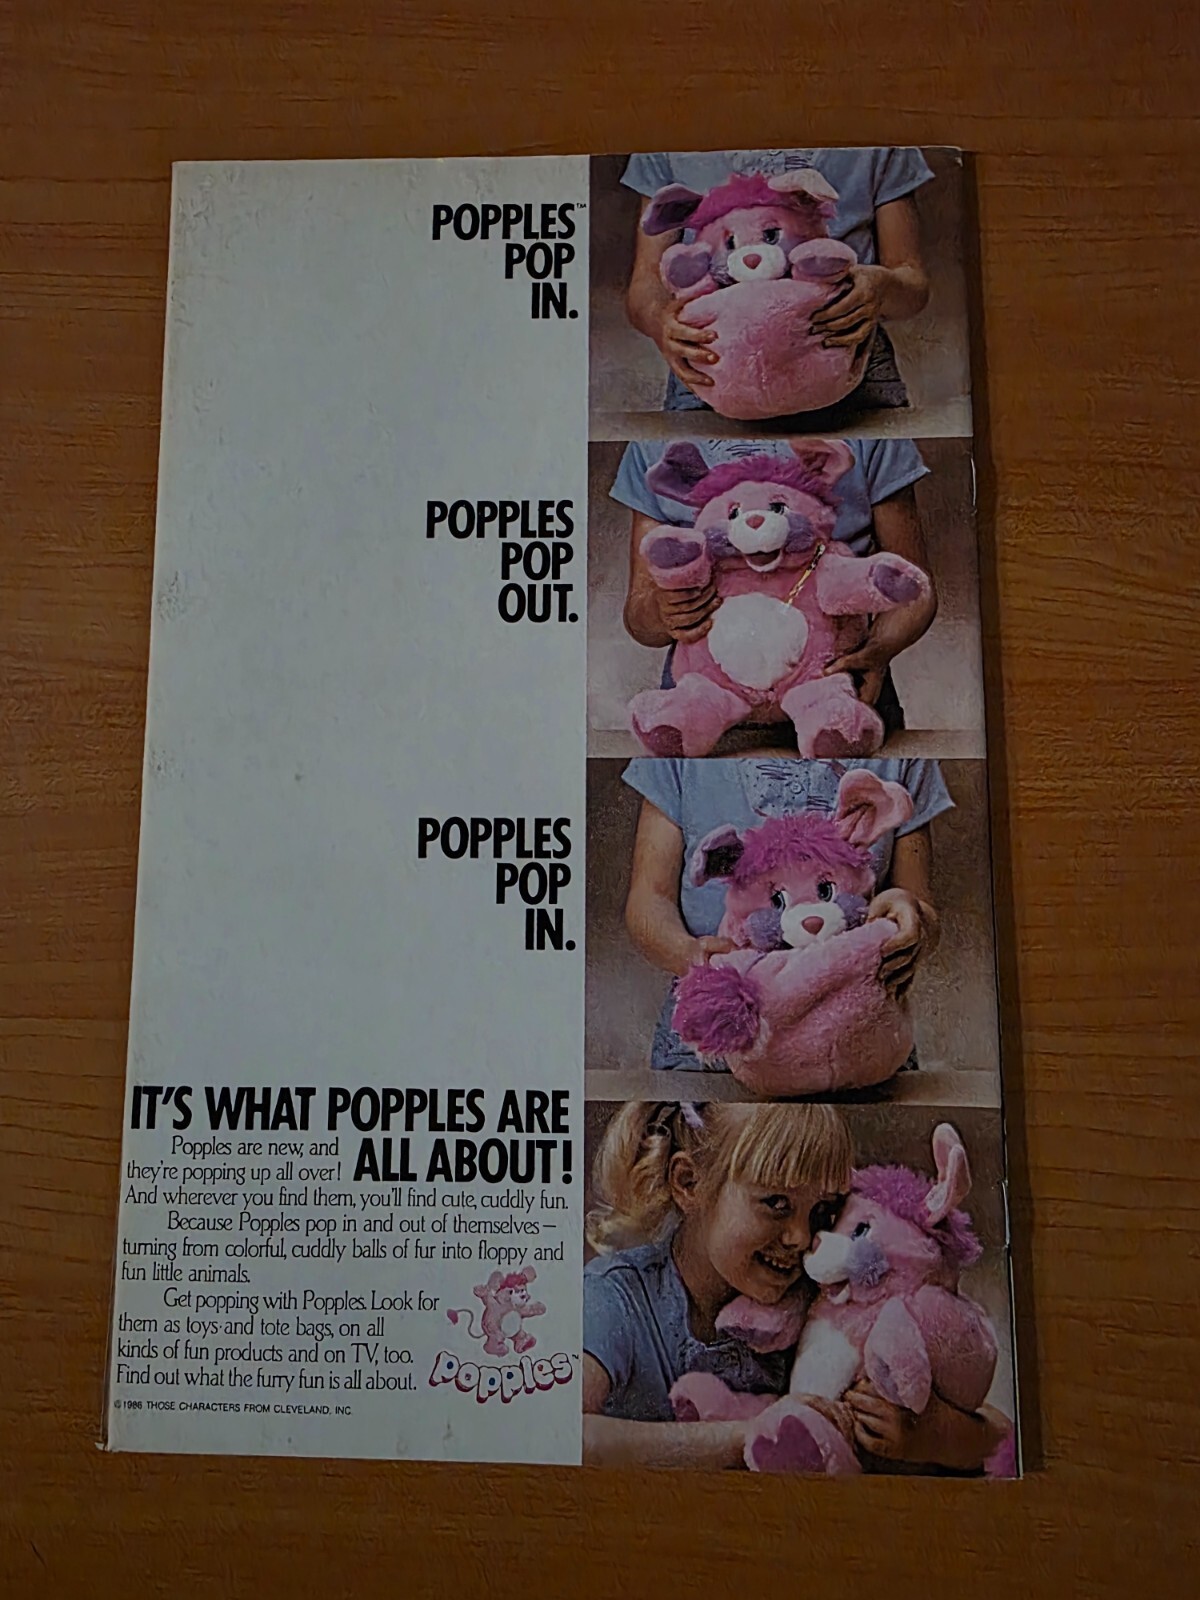 POPPLES™
POP
IN.
POPPLES
POP
OUT.
POPPLES
POP
IN.
IT'S WHAT POPPLES ARE
ALL ABOUT!
Popples are new, and
they're popping up all over!
And wherever you find them, you'll find cute, cuddly fun.
Because Popples pop in and out of themselves—
turning from colorful, cuddly balls of fur into floppy and
fun little animals.
Get popping with Popples. Look for
them as toys and tote bags, on all
kinds of fun products and on TV, too.
Find out what the furry fun is all about.
Popples™
© 1986 THOSE CHARACTERS FROM CLEVELAND, INC.